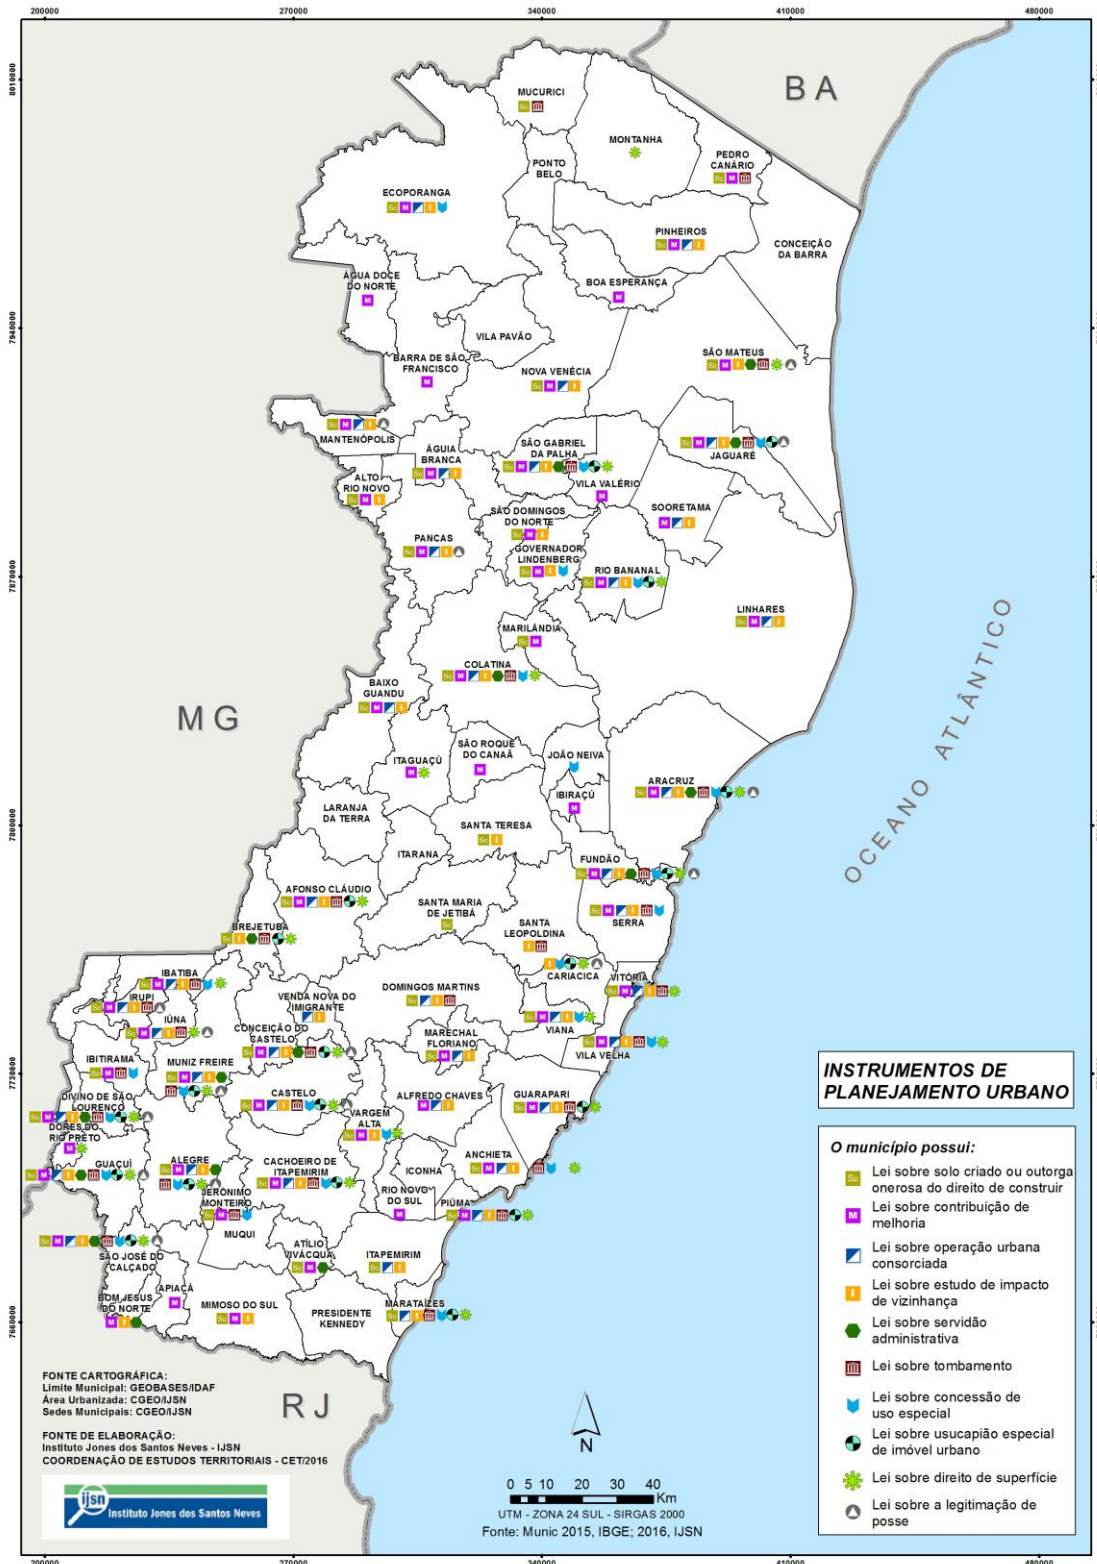 200000 270000 340000 410000 480000
8010000
7940000
7870000
7800000
7730000
7660000
BA
MUCURICI
MONTANHA
PONTO
BELO
PEDRO
CANÁRIO
ECOPORANGA
PINHEIROS
CONCEIÇÃO
DA BARRA
ÁGUA DOCE
DO NORTE
BOA ESPERANÇA
VILA PAVÃO
SÃO MATEUS
BARRA DE SÃO
FRANCISCO
NOVA VENÉCIA
MANTENÓPOLIS
ÁGUIA
BRANCA
SÃO GABRIEL
DA PALHA
JAGUARÉ
ALTO
RIO NOVO
VILA VALÉRIO
SÃO DOMINGOS
DO NORTE
SOORETAMA
PANCAS
GOVERNADOR
LINDENBERG
RIO BANANAL
LINHARES
MARILÂNDIA
COLATINA
BAIXO
GUANDU
MG
OCEANO ATLÂNTICO
ITAGUAÇÚ
SÃO ROQUE
DO CANAÃ
JOÃO NEIVA
IBIRAÇÚ
ARACRUZ
LARANJA
DA TERRA
SANTA TERESA
ITARANA
FUNDÃO
AFONSO CLÁUDIO
SANTA MARIA
DE JETIBÁ
SERRA
BREJETUBA
SANTA
LEOPOLDINA
CARIACICA
VITÓRIA
IBATIBA
IRUPI
IÚNA
DOMINGOS MARTINS
VENDA NOVA DO
IMIGRANTE
VIANA
VILA VELHA
CONCEIÇÃO DO
CASTELO
MARECHAL
FLORIANO
IBITIRAMA
MUNIZ FREIRE
DIVINO DE SÃO
LOURENÇO
CASTELO
ALFREDO CHAVES
GUARAPARI
DORES DO
RIO PRETO
VARGEM
ALTA
GUAÇUÍ
ALEGRE
CACHOEIRO DE
ITAPEMIRIM
ICONHA
ANCHIETA
JERÔNIMO
MONTEIRO
RIO NOVO
DO SUL
PIÚMA
MUQUI
SÃO JOSÉ DO
CALÇADO
ATÍLIO
VIVÁCQUA
ITAPEMIRIM
APIACÁ
BOM JESUS
DO NORTE
MIMOSO DO SUL
PRESIDENTE
KENNEDY
MARATAÍZES
RJ
INSTRUMENTOS DE
PLANEJAMENTO URBANO
O município possui:
Sc Lei sobre solo criado ou outorga
onerosa do direito de construir
M Lei sobre contribuição de
melhoria
Lei sobre operação urbana
consorciada
I Lei sobre estudo de impacto
de vizinhança
Lei sobre servidão
administrativa
Lei sobre tombamento
Lei sobre concessão de
uso especial
Lei sobre usucapião especial
de imóvel urbano
Lei sobre direito de superfície
Lei sobre a legitimação de
posse
FONTE CARTOGRÁFICA:
Limite Municipal: GEOBASES/IDAF
Área Urbanizada: CGEO/IJSN
Sedes Municipais: CGEO/IJSN
FONTE DE ELABORAÇÃO:
Instituto Jones dos Santos Neves - IJSN
COORDENAÇÃO DE ESTUDOS TERRITORIAIS - CET/2016
ijsn
Instituto Jones dos Santos Neves
N
0 5 10 20 30 40
Km
UTM - ZONA 24 SUL - SIRGAS 2000
Fonte: Munic 2015, IBGE; 2016, IJSN
200000 270000 340000 410000 480000